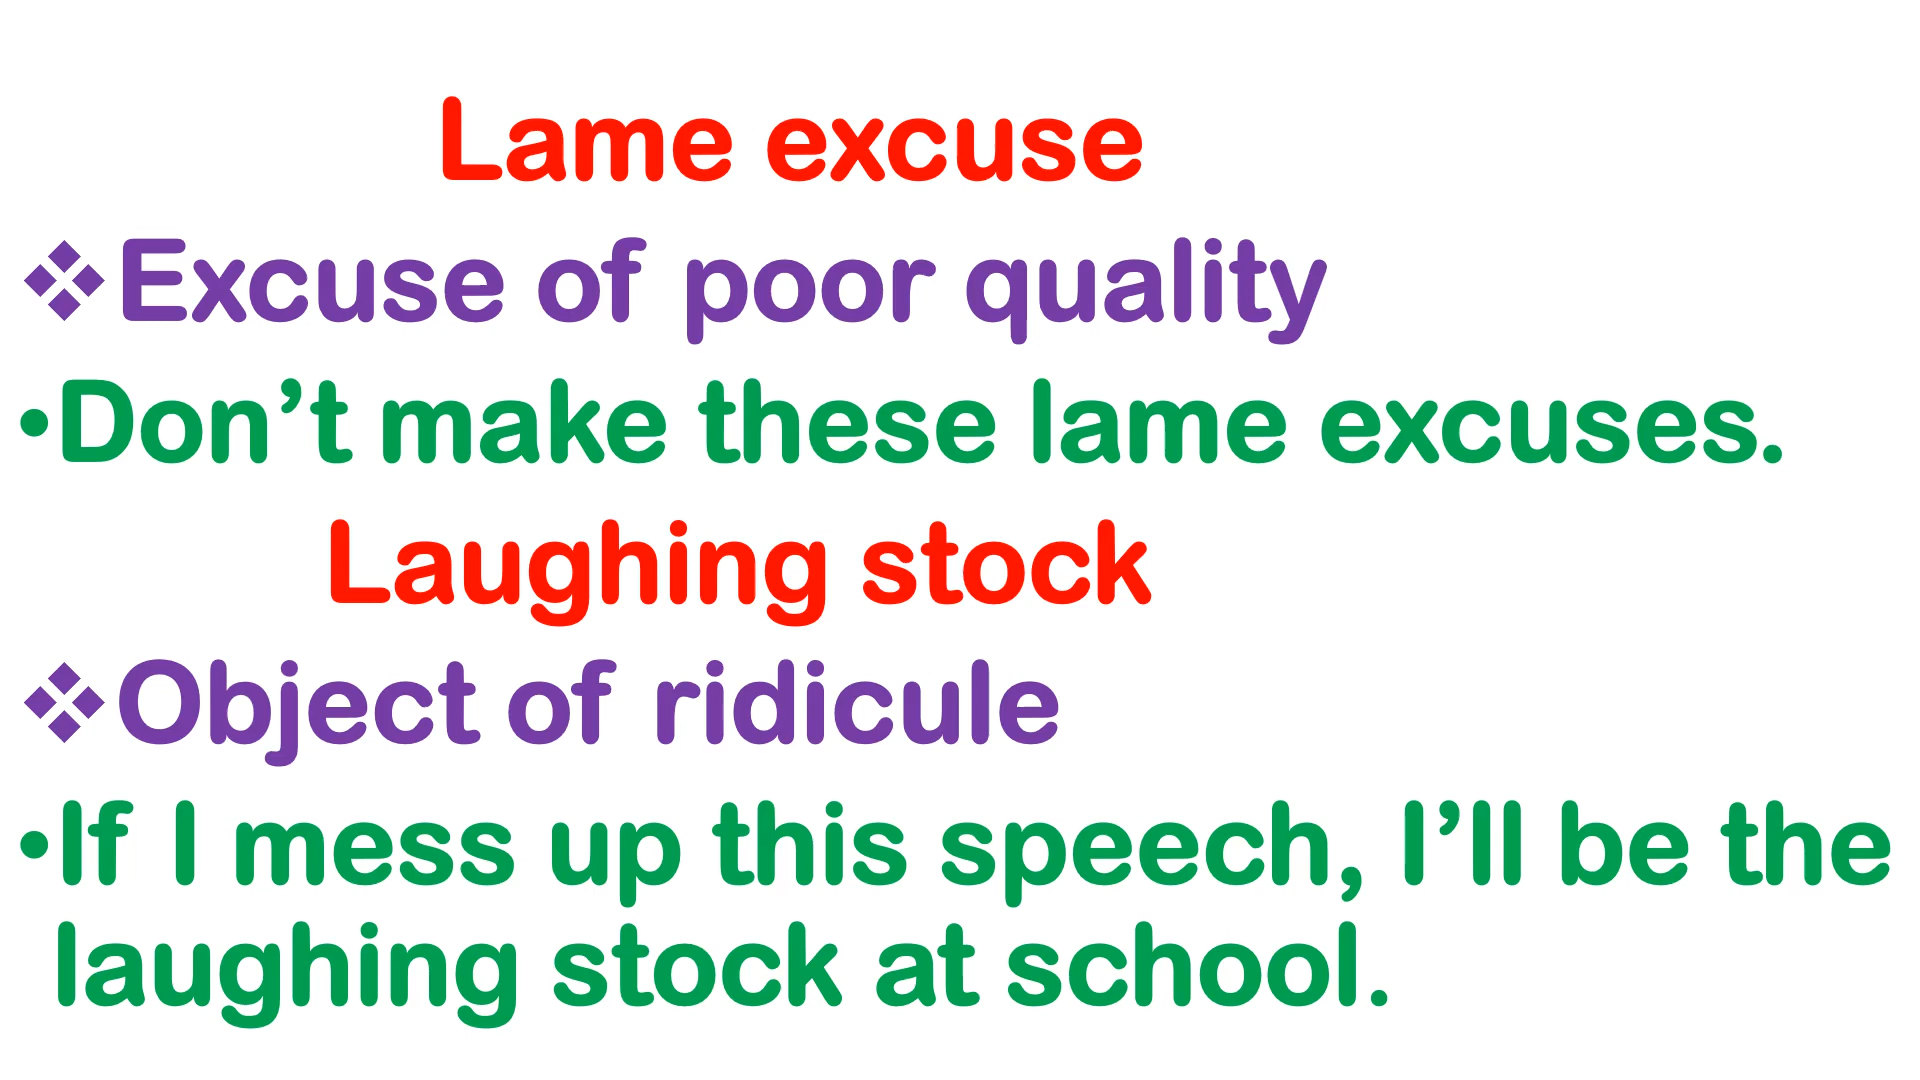 Lame excuse
❖Excuse of poor quality
•Don’t make these lame excuses.
Laughing stock
❖Object of ridicule
•If I mess up this speech, I’ll be the
laughing stock at school.